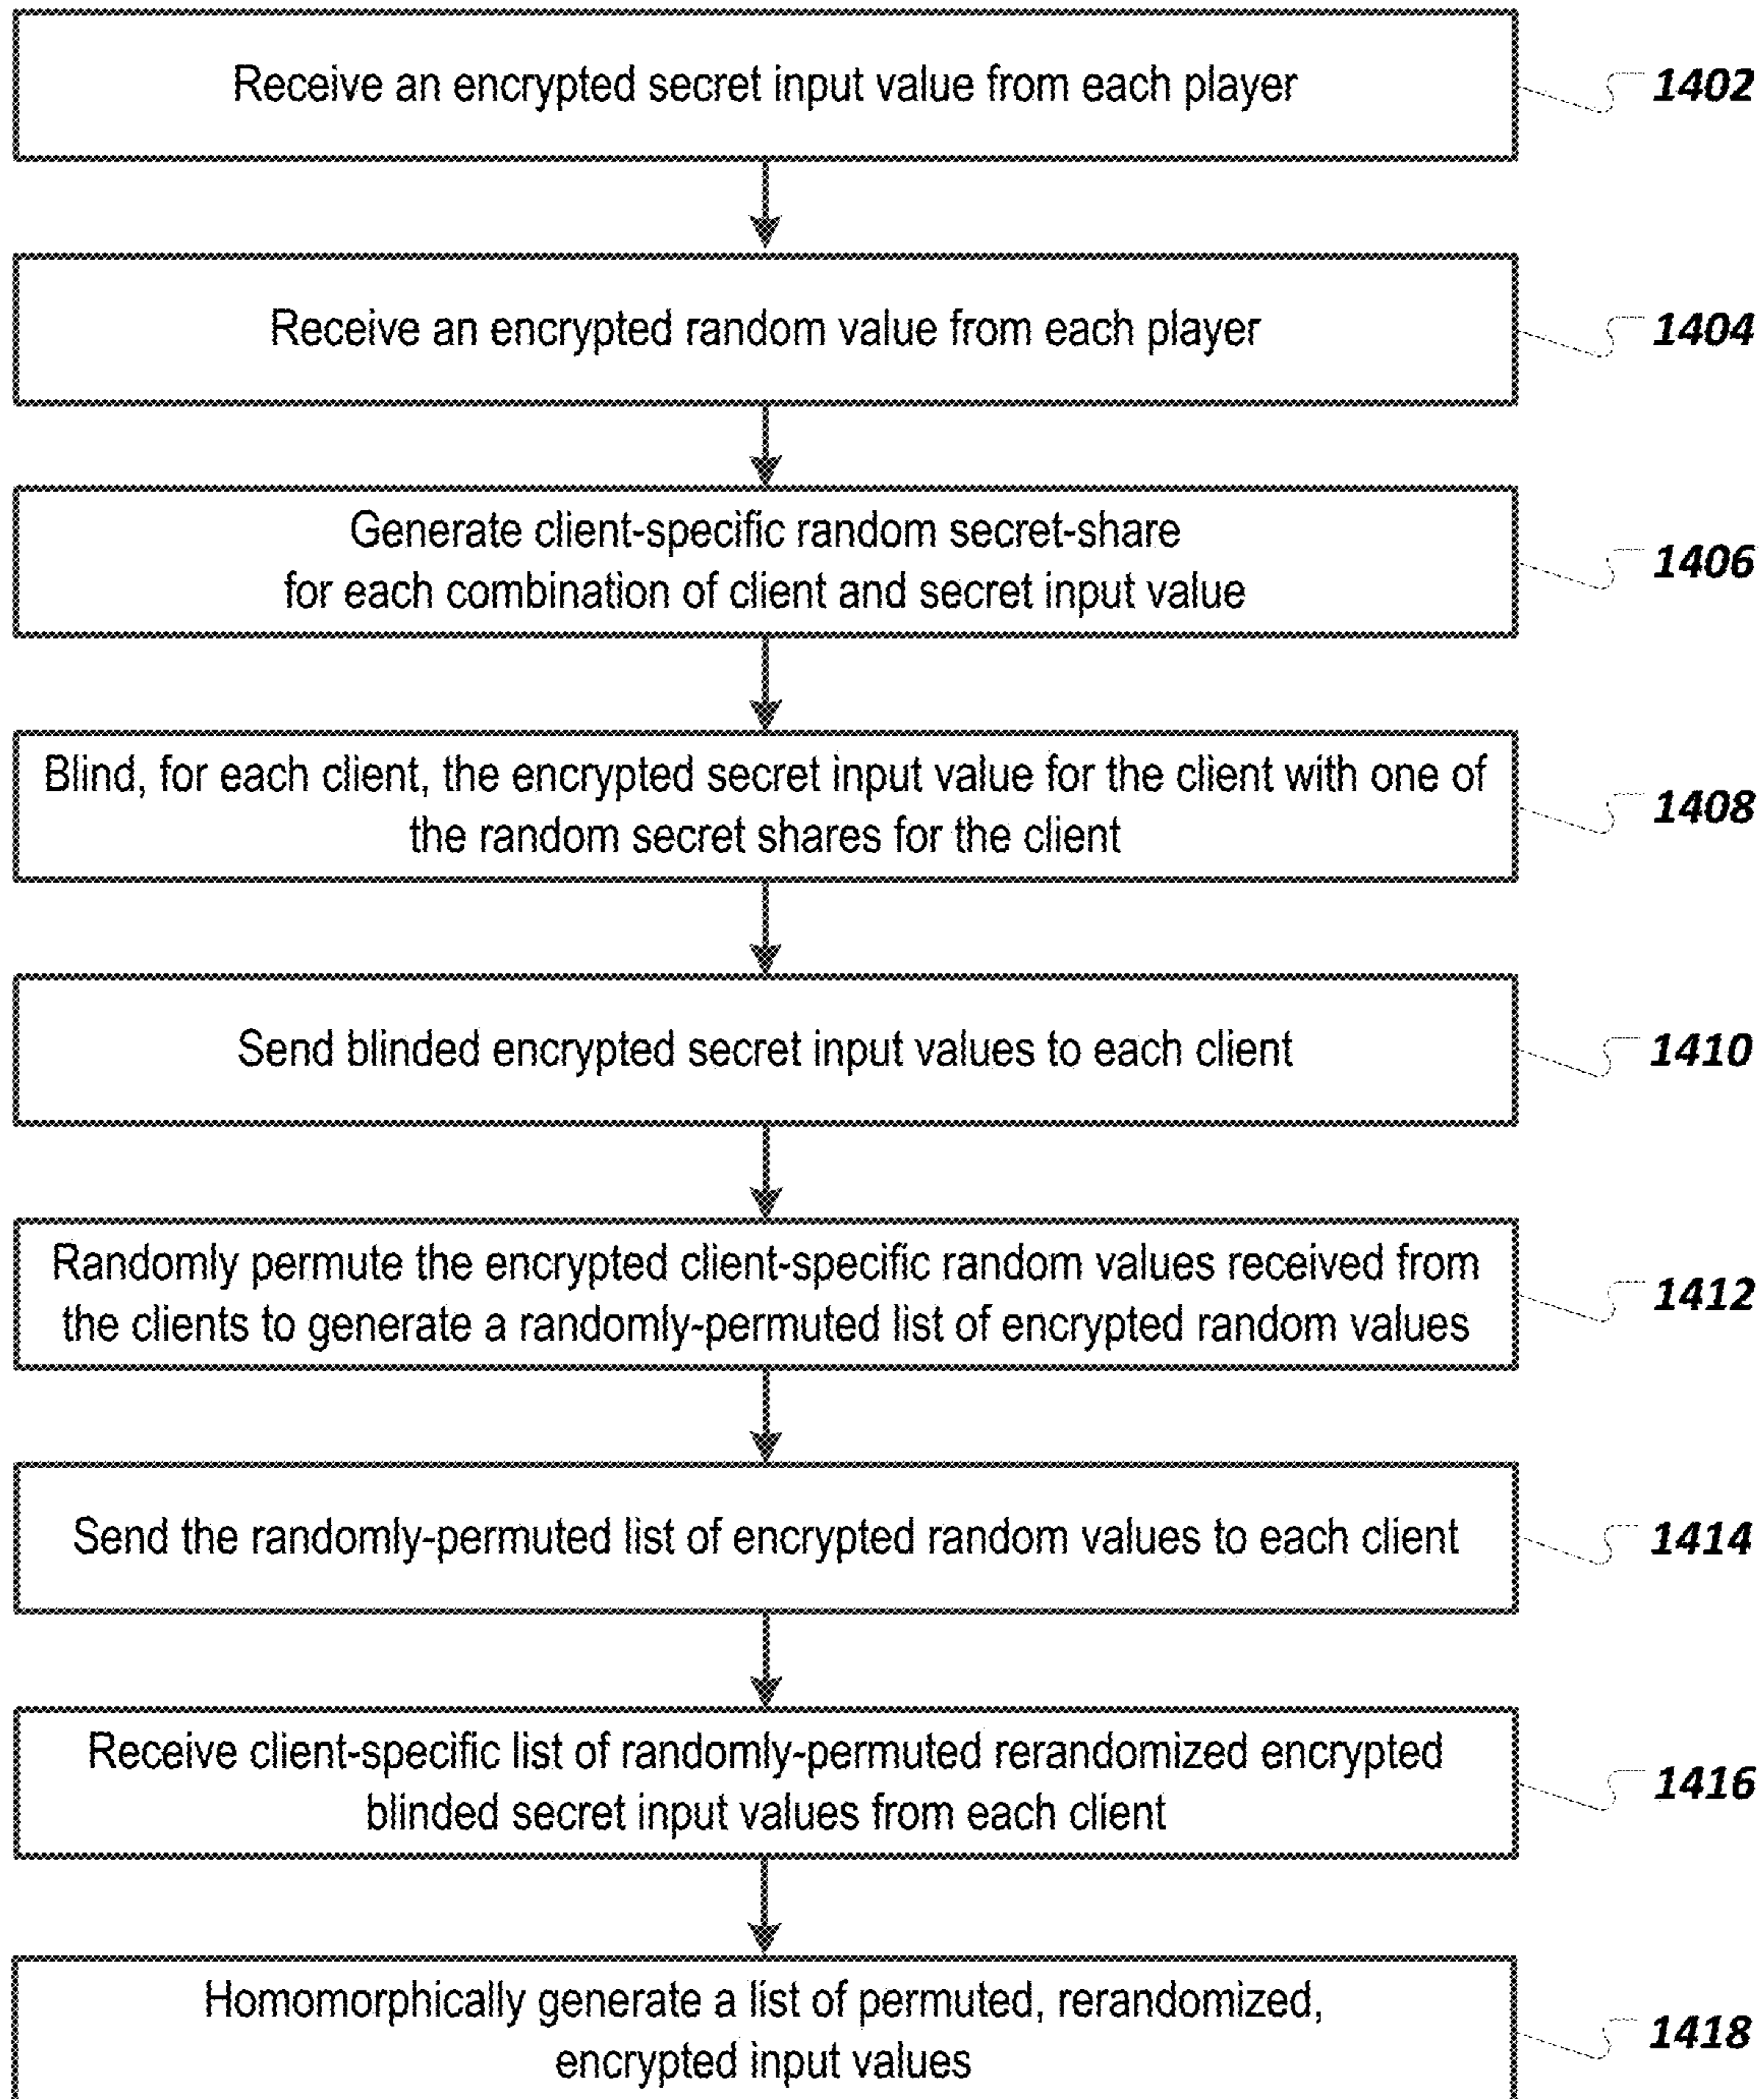 Receive an encrypted secret input value from each player
1402
Receive an encrypted random value from each player
1404
Generate client-specific random secret-share
for each combination of client and secret input value
1406
Blind, for each client, the encrypted secret input value for the client with one of
the random secret shares for the client
1408
Send blinded encrypted secret input values to each client
1410
Randomly permute the encrypted client-specific random values received from
the clients to generate a randomly-permuted list of encrypted random values
1412
Send the randomly-permuted list of encrypted random values to each client
1414
Receive client-specific list of randomly-permuted rerandomized encrypted
blinded secret input values from each client
1416
Homomorphically generate a list of permuted, rerandomized,
encrypted input values
1418